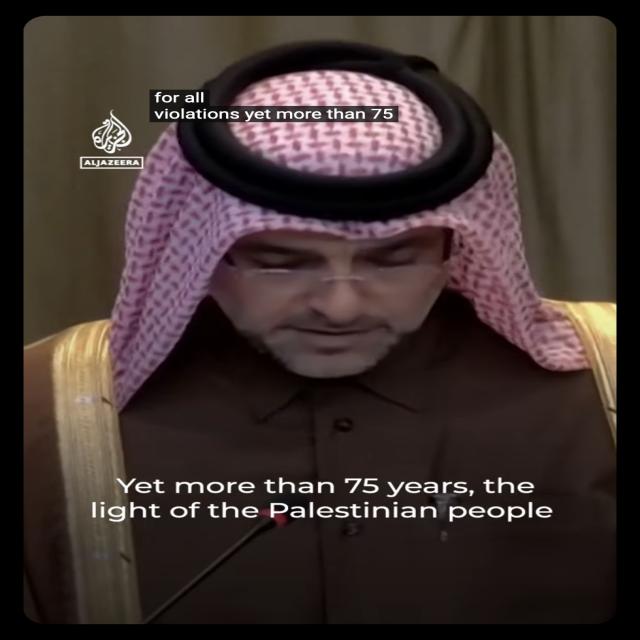 for all
violations yet more than 75
الجزيرة
ALJAZEERA
Yet more than 75 years, the
light of the Palestinian people